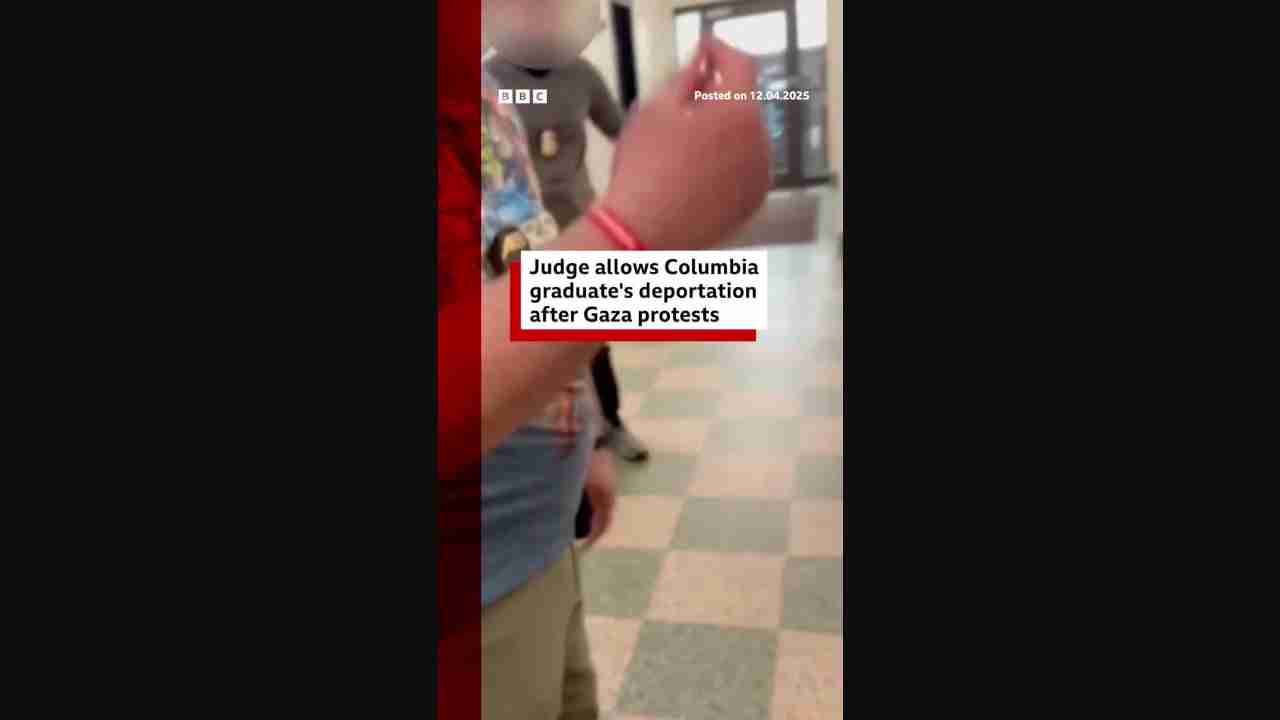 BBC
Posted on 12.04.2025
Judge allows Columbia
graduate's deportation
after Gaza protests